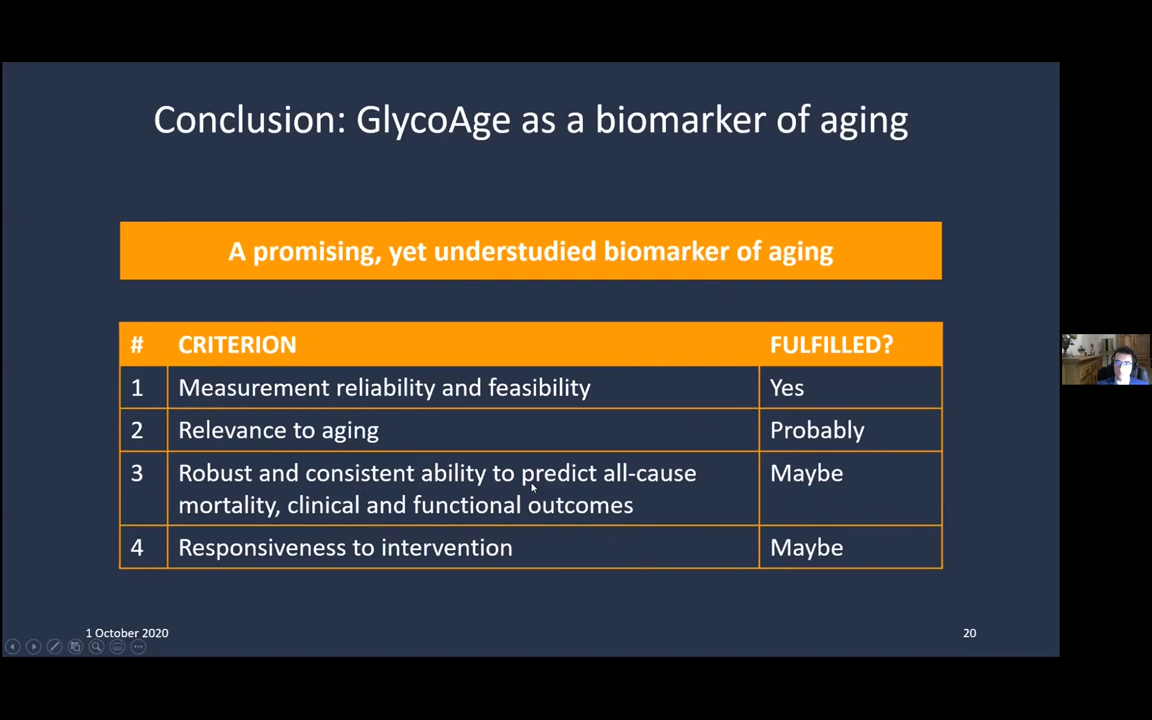 Conclusion: GlycoAge as a biomarker of aging
A promising, yet understudied biomarker of aging
# CRITERION FULFILLED?
1 Measurement reliability and feasibility Yes
2 Relevance to aging Probably
3 Robust and consistent ability to predict all-cause Maybe
mortality, clinical and functional outcomes
4 Responsiveness to intervention Maybe
1 October 2020 20